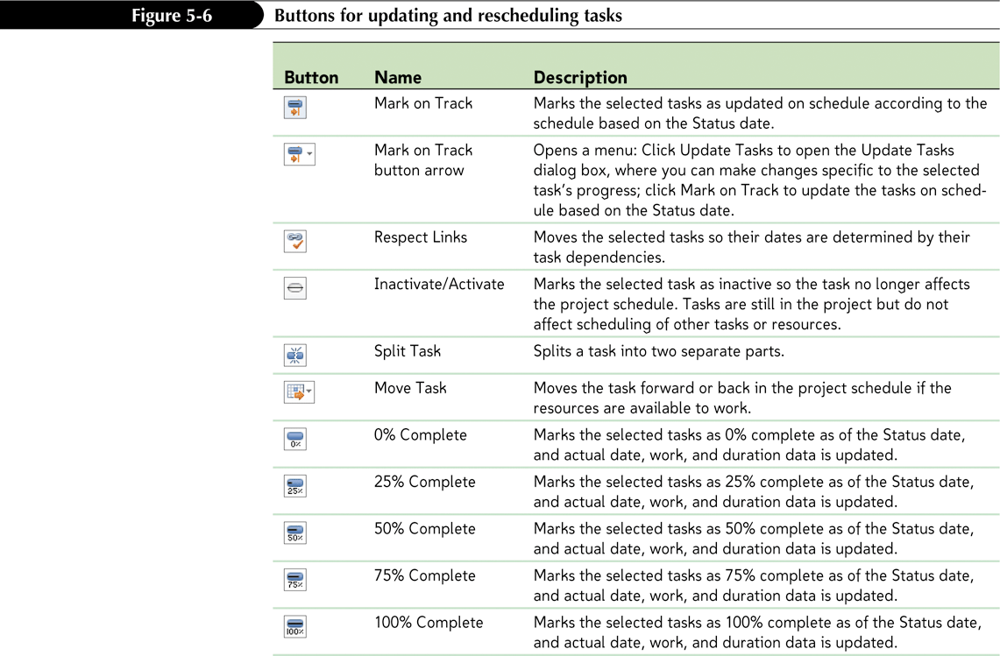 Figure 5-6 Buttons for updating and rescheduling tasks
Button Name Description
Mark on Track Marks the selected tasks as updated on schedule according to the
schedule based on the Status date.
Mark on Track Opens a menu: Click Update Tasks to open the Update Tasks
button arrow dialog box, where you can make changes specific to the selected
task's progress; click Mark on Track to update the tasks on sched-
ule based on the Status date.
Respect Links Moves the selected tasks so their dates are determined by their
task dependencies.
Inactivate/Activate Marks the selected task as inactive so the task no longer affects
the project schedule. Tasks are still in the project but do not
affect scheduling of other tasks or resources.
Split Task Splits a task into two separate parts.
Move Task Moves the task forward or back in the project schedule if the
resources are available to work.
0% 0% Complete Marks the selected tasks as 0% complete as of the Status date,
and actual date, work, and duration data is updated.
25% 25% Complete Marks the selected tasks as 25% complete as of the Status date,
and actual date, work, and duration data is updated.
50% 50% Complete Marks the selected tasks as 50% complete as of the Status date,
and actual date, work, and duration data is updated.
75% 75% Complete Marks the selected tasks as 75% complete as of the Status date,
and actual date, work, and duration data is updated.
100% 100% Complete Marks the selected tasks as 100% complete as of the Status date,
and actual date, work, and duration data is updated.